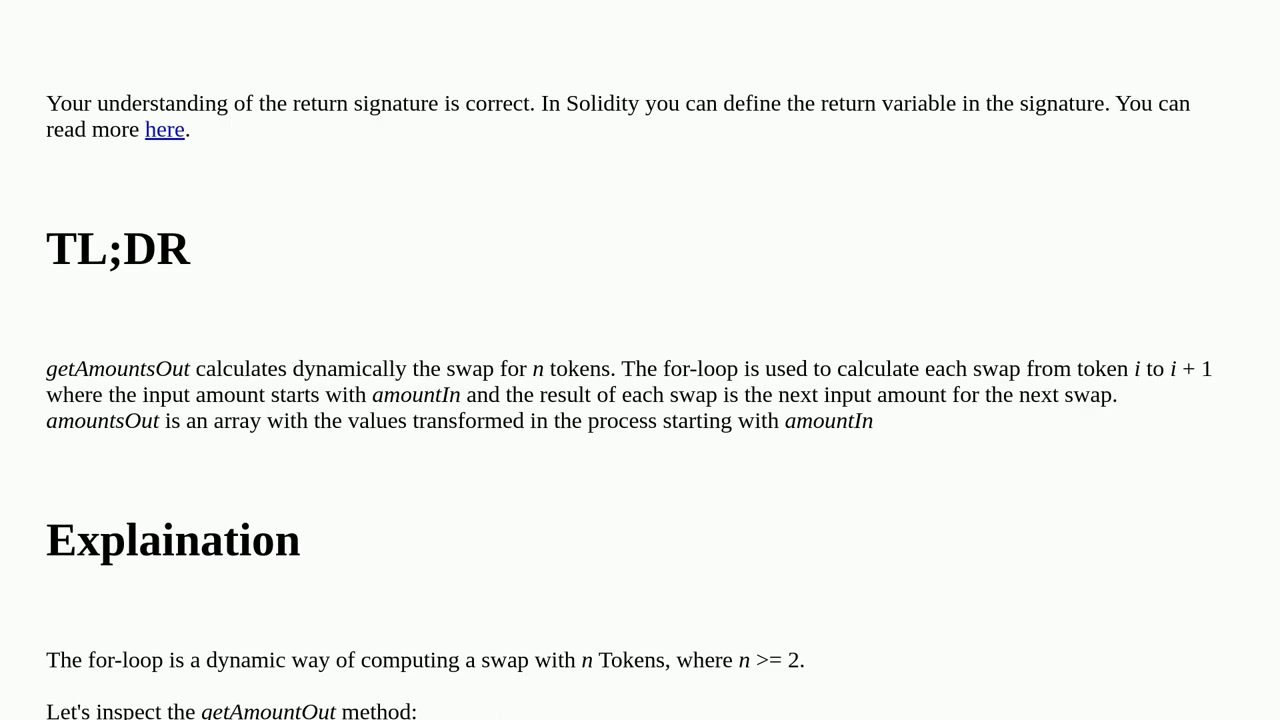 Your understanding of the return signature is correct. In Solidity you can define the return variable in the signature. You can
read more here.
TL;DR
getAmountsOut calculates dynamically the swap for n tokens. The for-loop is used to calculate each swap from token i to i + 1
where the input amount starts with amountIn and the result of each swap is the next input amount for the next swap.
amountsOut is an array with the values transformed in the process starting with amountIn
Explaination
The for-loop is a dynamic way of computing a swap with n Tokens, where n >= 2.
Let's inspect the getAmountOut method: